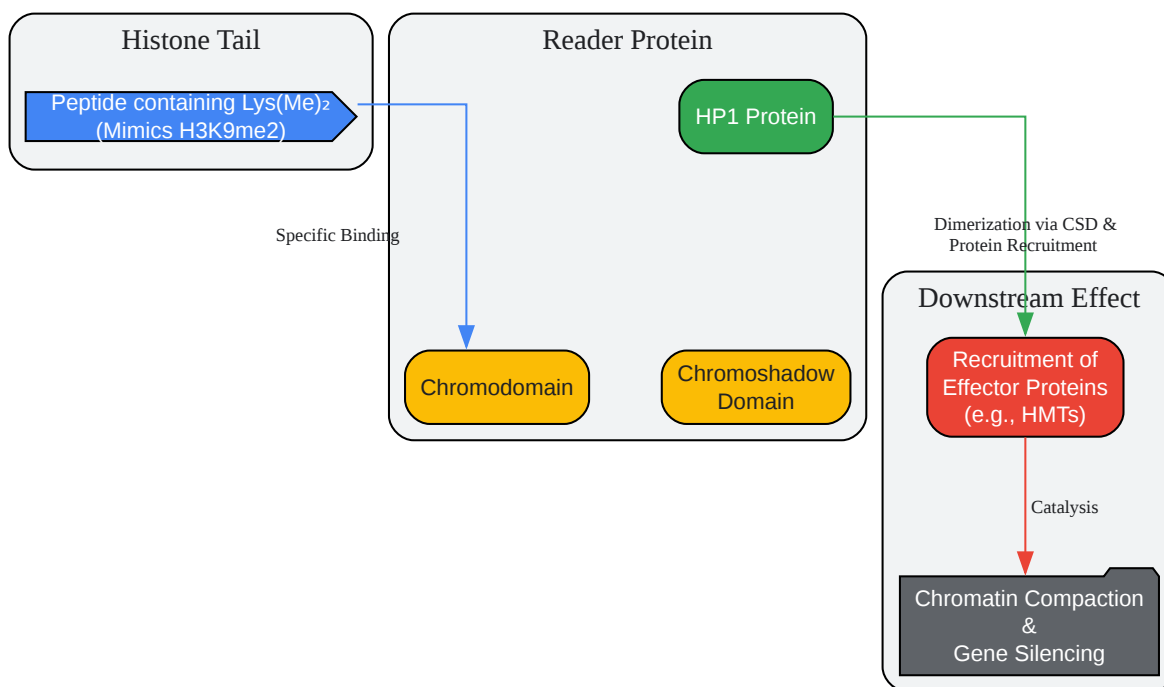 Histone Tail
Peptide containing Lys(Me)₂
(Mimics H3K9me2)
Reader Protein
HP1 Protein
Specific Binding
Chromodomain
Chromoshadow
Domain
Dimerization via CSD &
Protein Recruitment
Downstream Effect
Recruitment of
Effector Proteins
(e.g., HMTs)
Catalysis
Chromatin Compaction
&
Gene Silencing